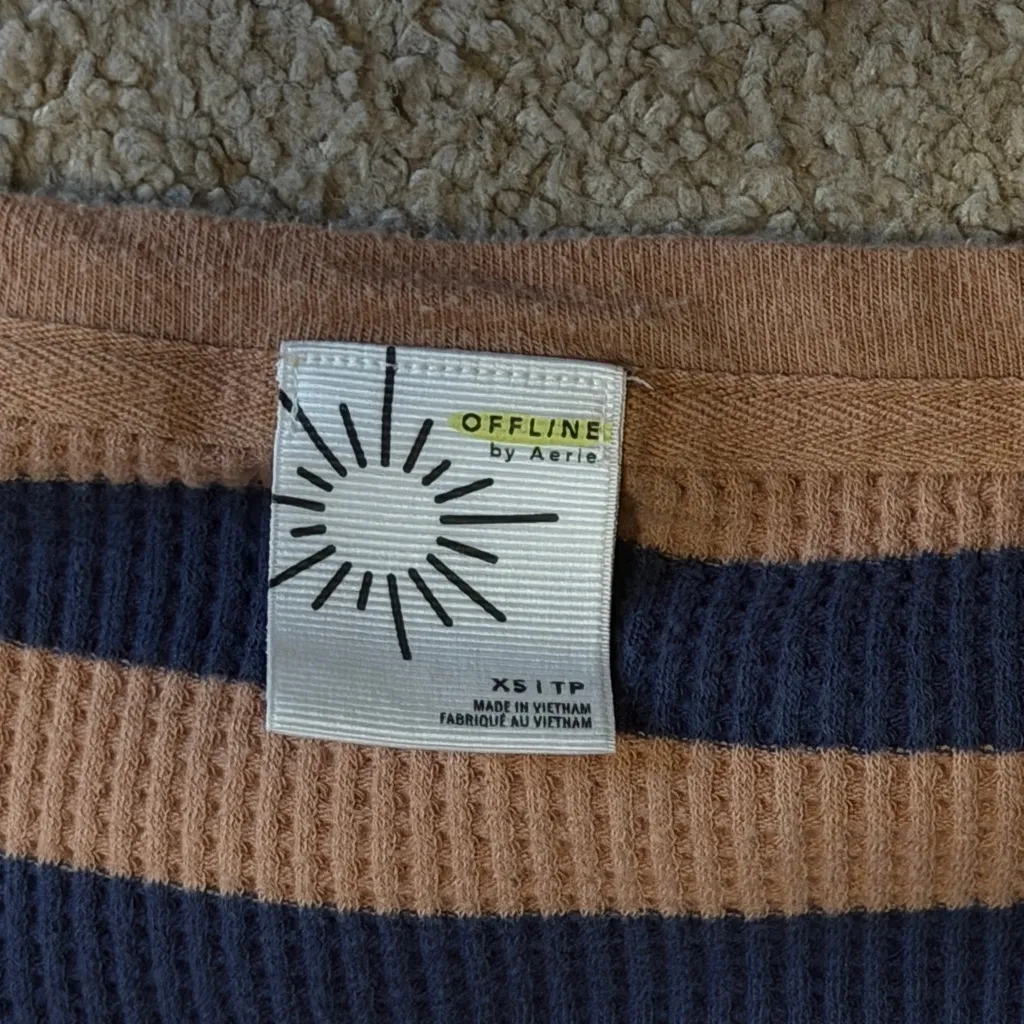 OFFLINE
by Aerie
XS | TP
MADE IN VIETNAM
FABRIQUÉ AU VIETNAM